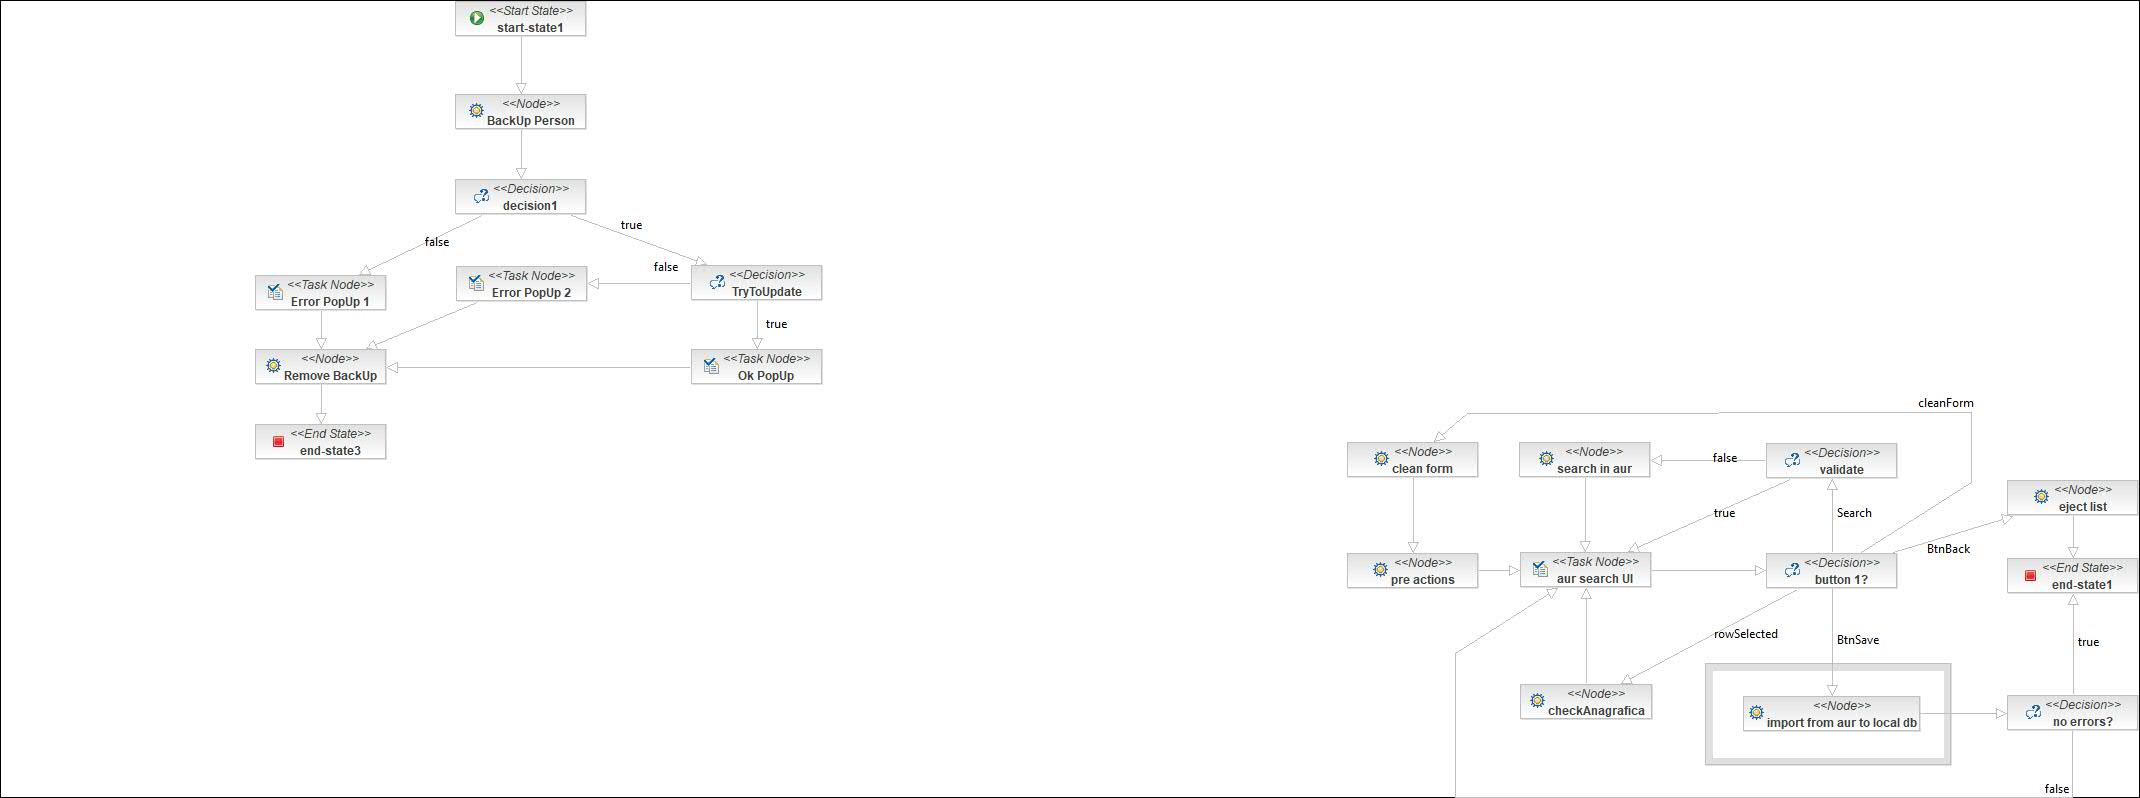 <<Start State>>
start-state1
<<Node>>
BackUp Person
<<Decision>>
decision1
false
true
<<Task Node>>
Error PopUp 1
<<Task Node>>
Error PopUp 2
false
<<Decision>>
TryToUpdate
true
<<Node>>
Remove BackUp
<<Task Node>>
Ok PopUp
<<End State>>
end-state3
cleanForm
<<Node>>
clean form
<<Node>>
search in aur
false
<<Decision>>
validate
<<Node>>
eject list
true
Search
BtnBack
<<Node>>
pre actions
<<Task Node>>
aur search UI
<<Decision>>
button 1?
<<End State>>
end-state1
rowSelected
BtnSave
true
<<Node>>
checkAnagrafica
<<Node>>
import from aur to local db
<<Decision>>
no errors?
false